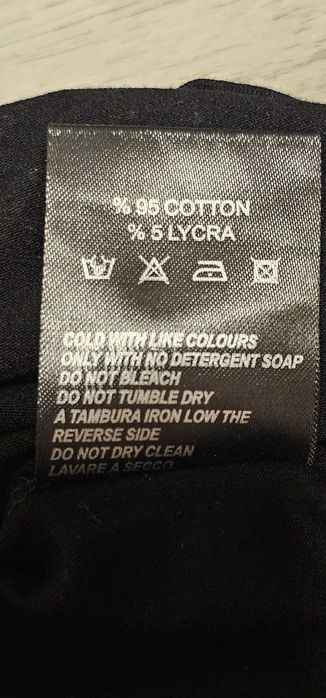 % 95 COTTON
% 5 LYCRA
COLD WITH LIKE COLOURS
ONLY WITH NO DETERGENT SOAP
DO NOT BLEACH
DO NOT TUMBLE DRY
A TAMBURA IRON LOW THE
REVERSE SIDE
DO NOT DRY CLEAN
LAVARE A SECCO